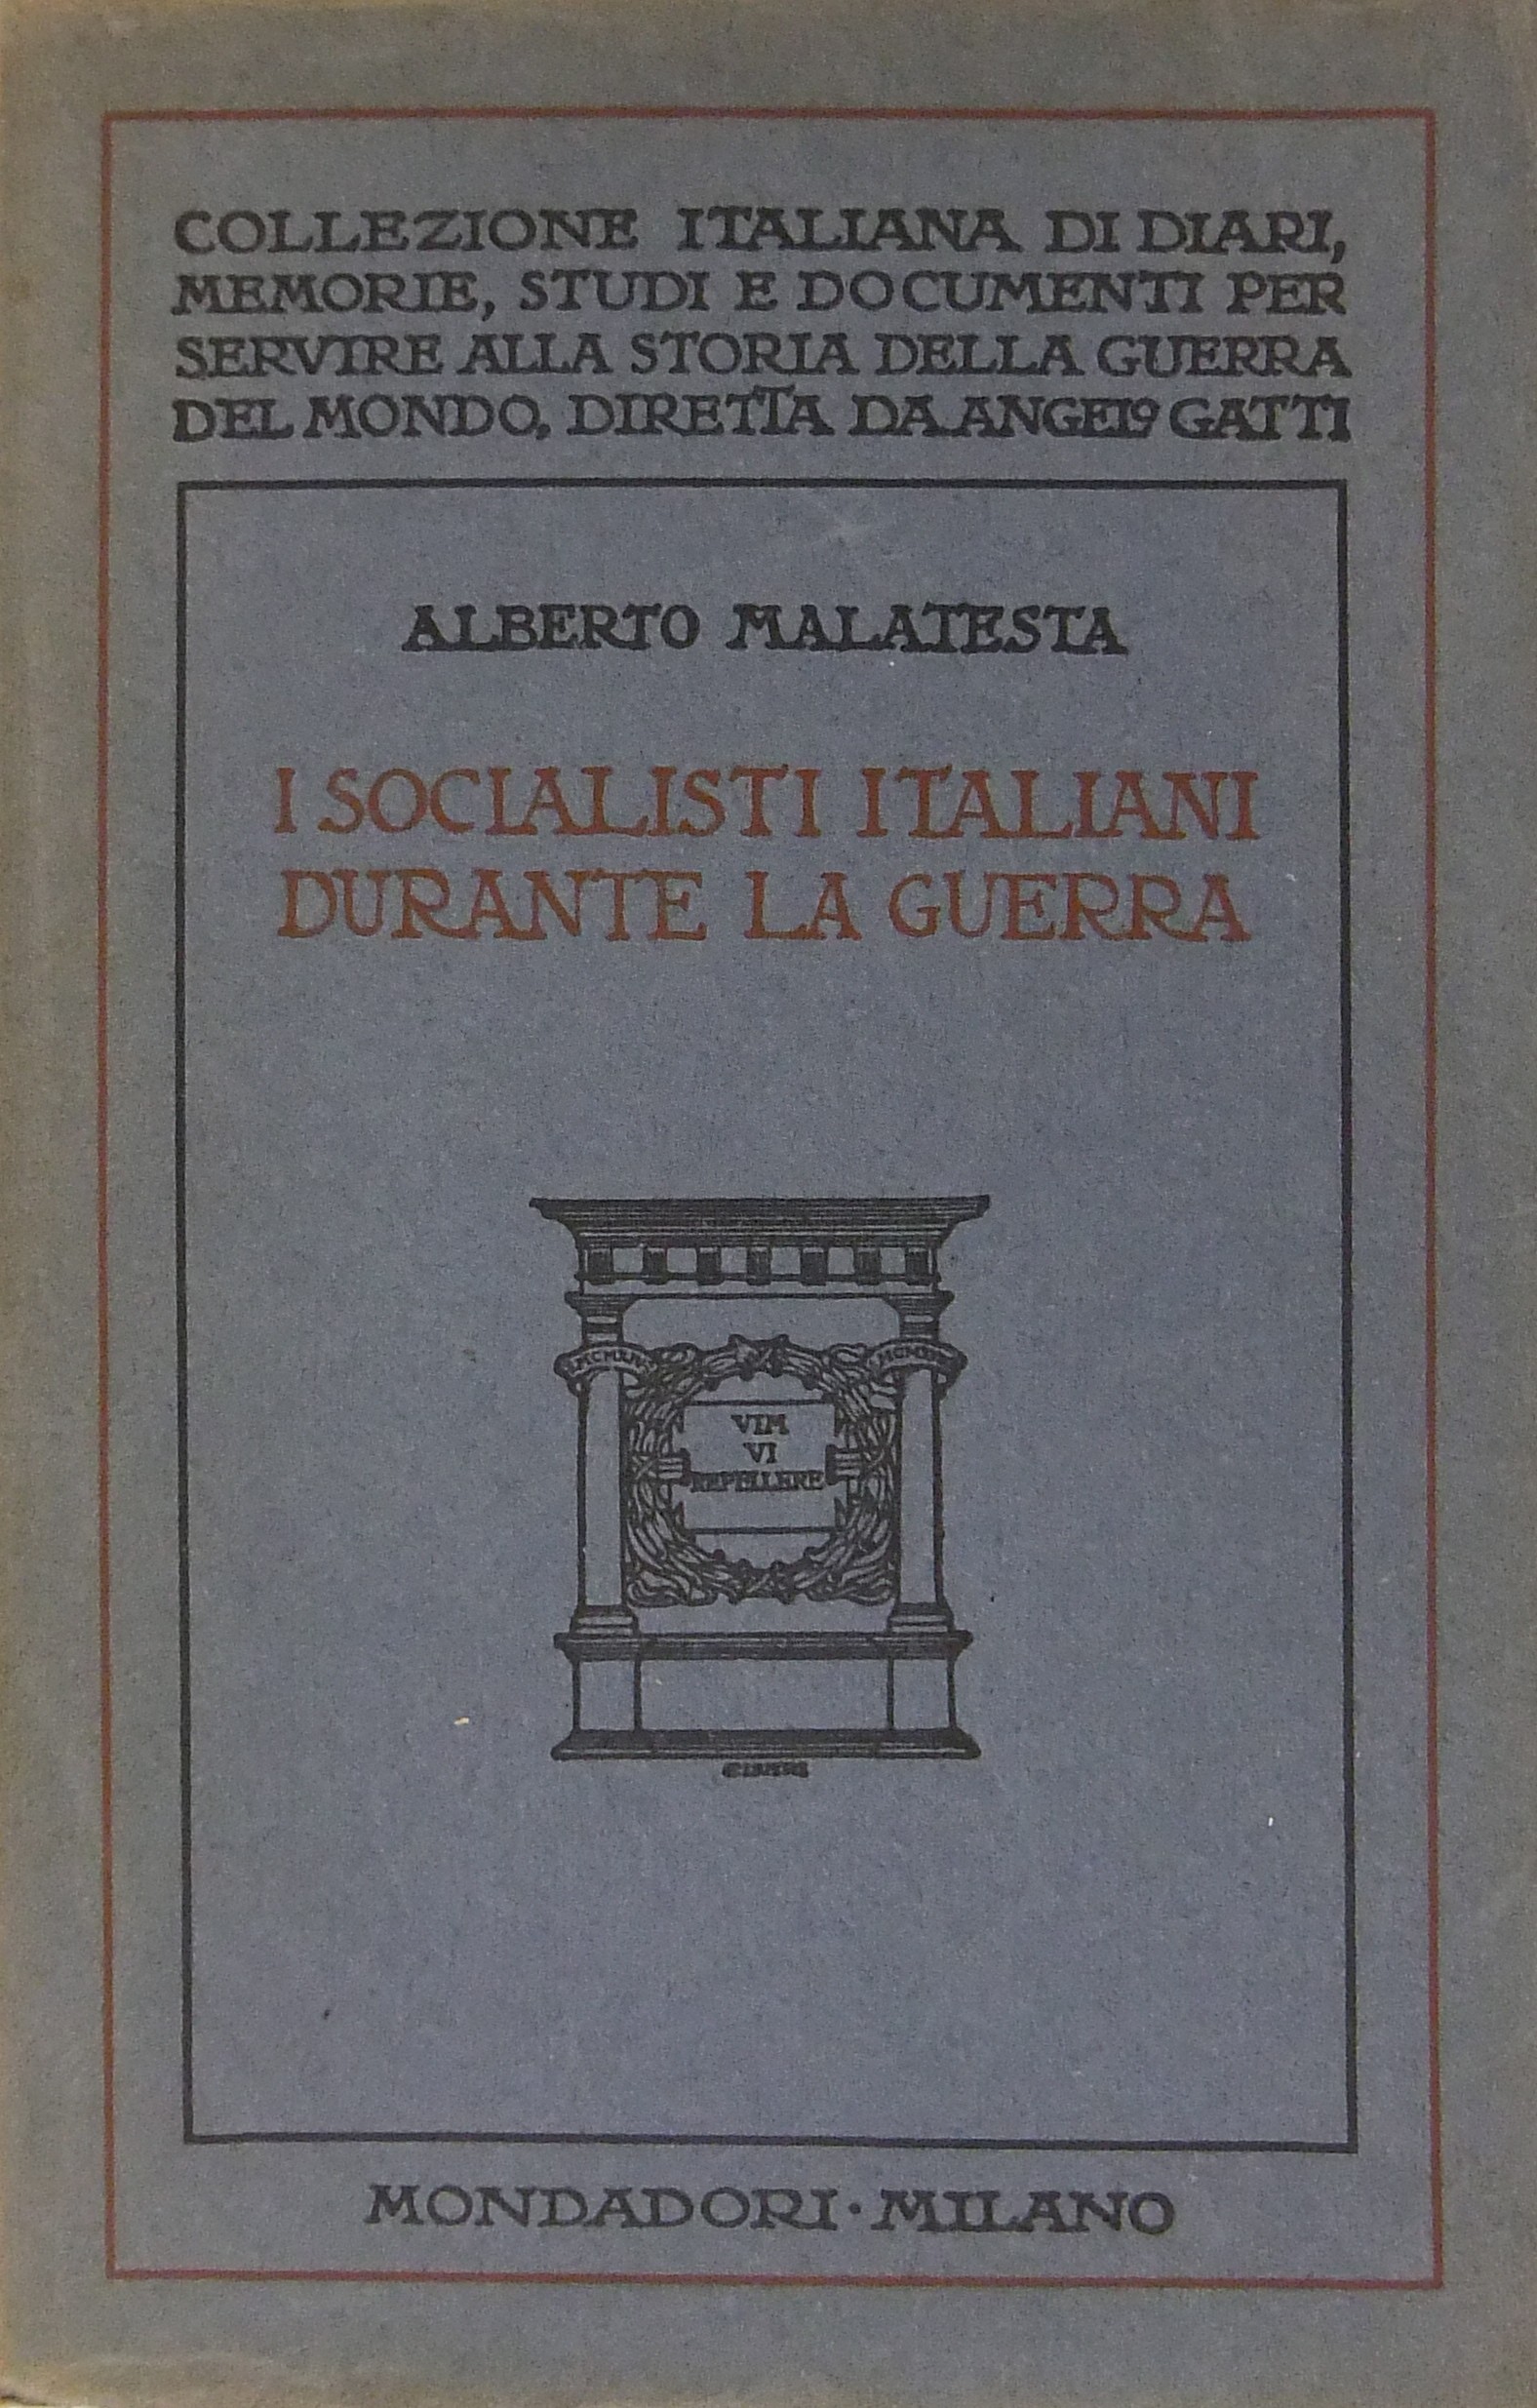 COLLEZIONE ITALIANA DI DIARI,
MEMORIE, STUDI E DOCUMENTI PER
SERVIRE ALLA STORIA DELLA GUERRA
DEL MONDO, DIRETTA DA ANGELO GATTI
ALBERTO MALATESTA
I SOCIALISTI ITALIANI
DURANTE LA GUERRA
VIM
VI
REPELLERE
MONDADORI · MILANO